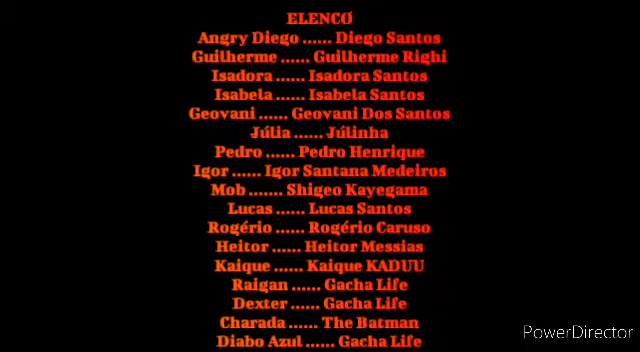 ELENCO
Angry Diego ...... Diego Santos
Guilherme ...... Guilherme Righi
Isadora ...... Isadora Santos
Isabela ...... Isabela Santos
Geovani ...... Geovani Dos Santos
Júlia ...... Júlinha
Pedro ...... Pedro Henrique
Igor ...... Igor Santana Medeiros
Mob ....... Shigeo Kayegama
Lucas ...... Lucas Santos
Rogério ...... Rogério Caruso
Heitor ...... Heitor Messias
Kaique ...... Kaique KADUU
Raigan ...... Gacha Life
Dexter ...... Gacha Life
Charada ...... The Batman
Diabo Azul ...... Gacha Life
PowerDirector